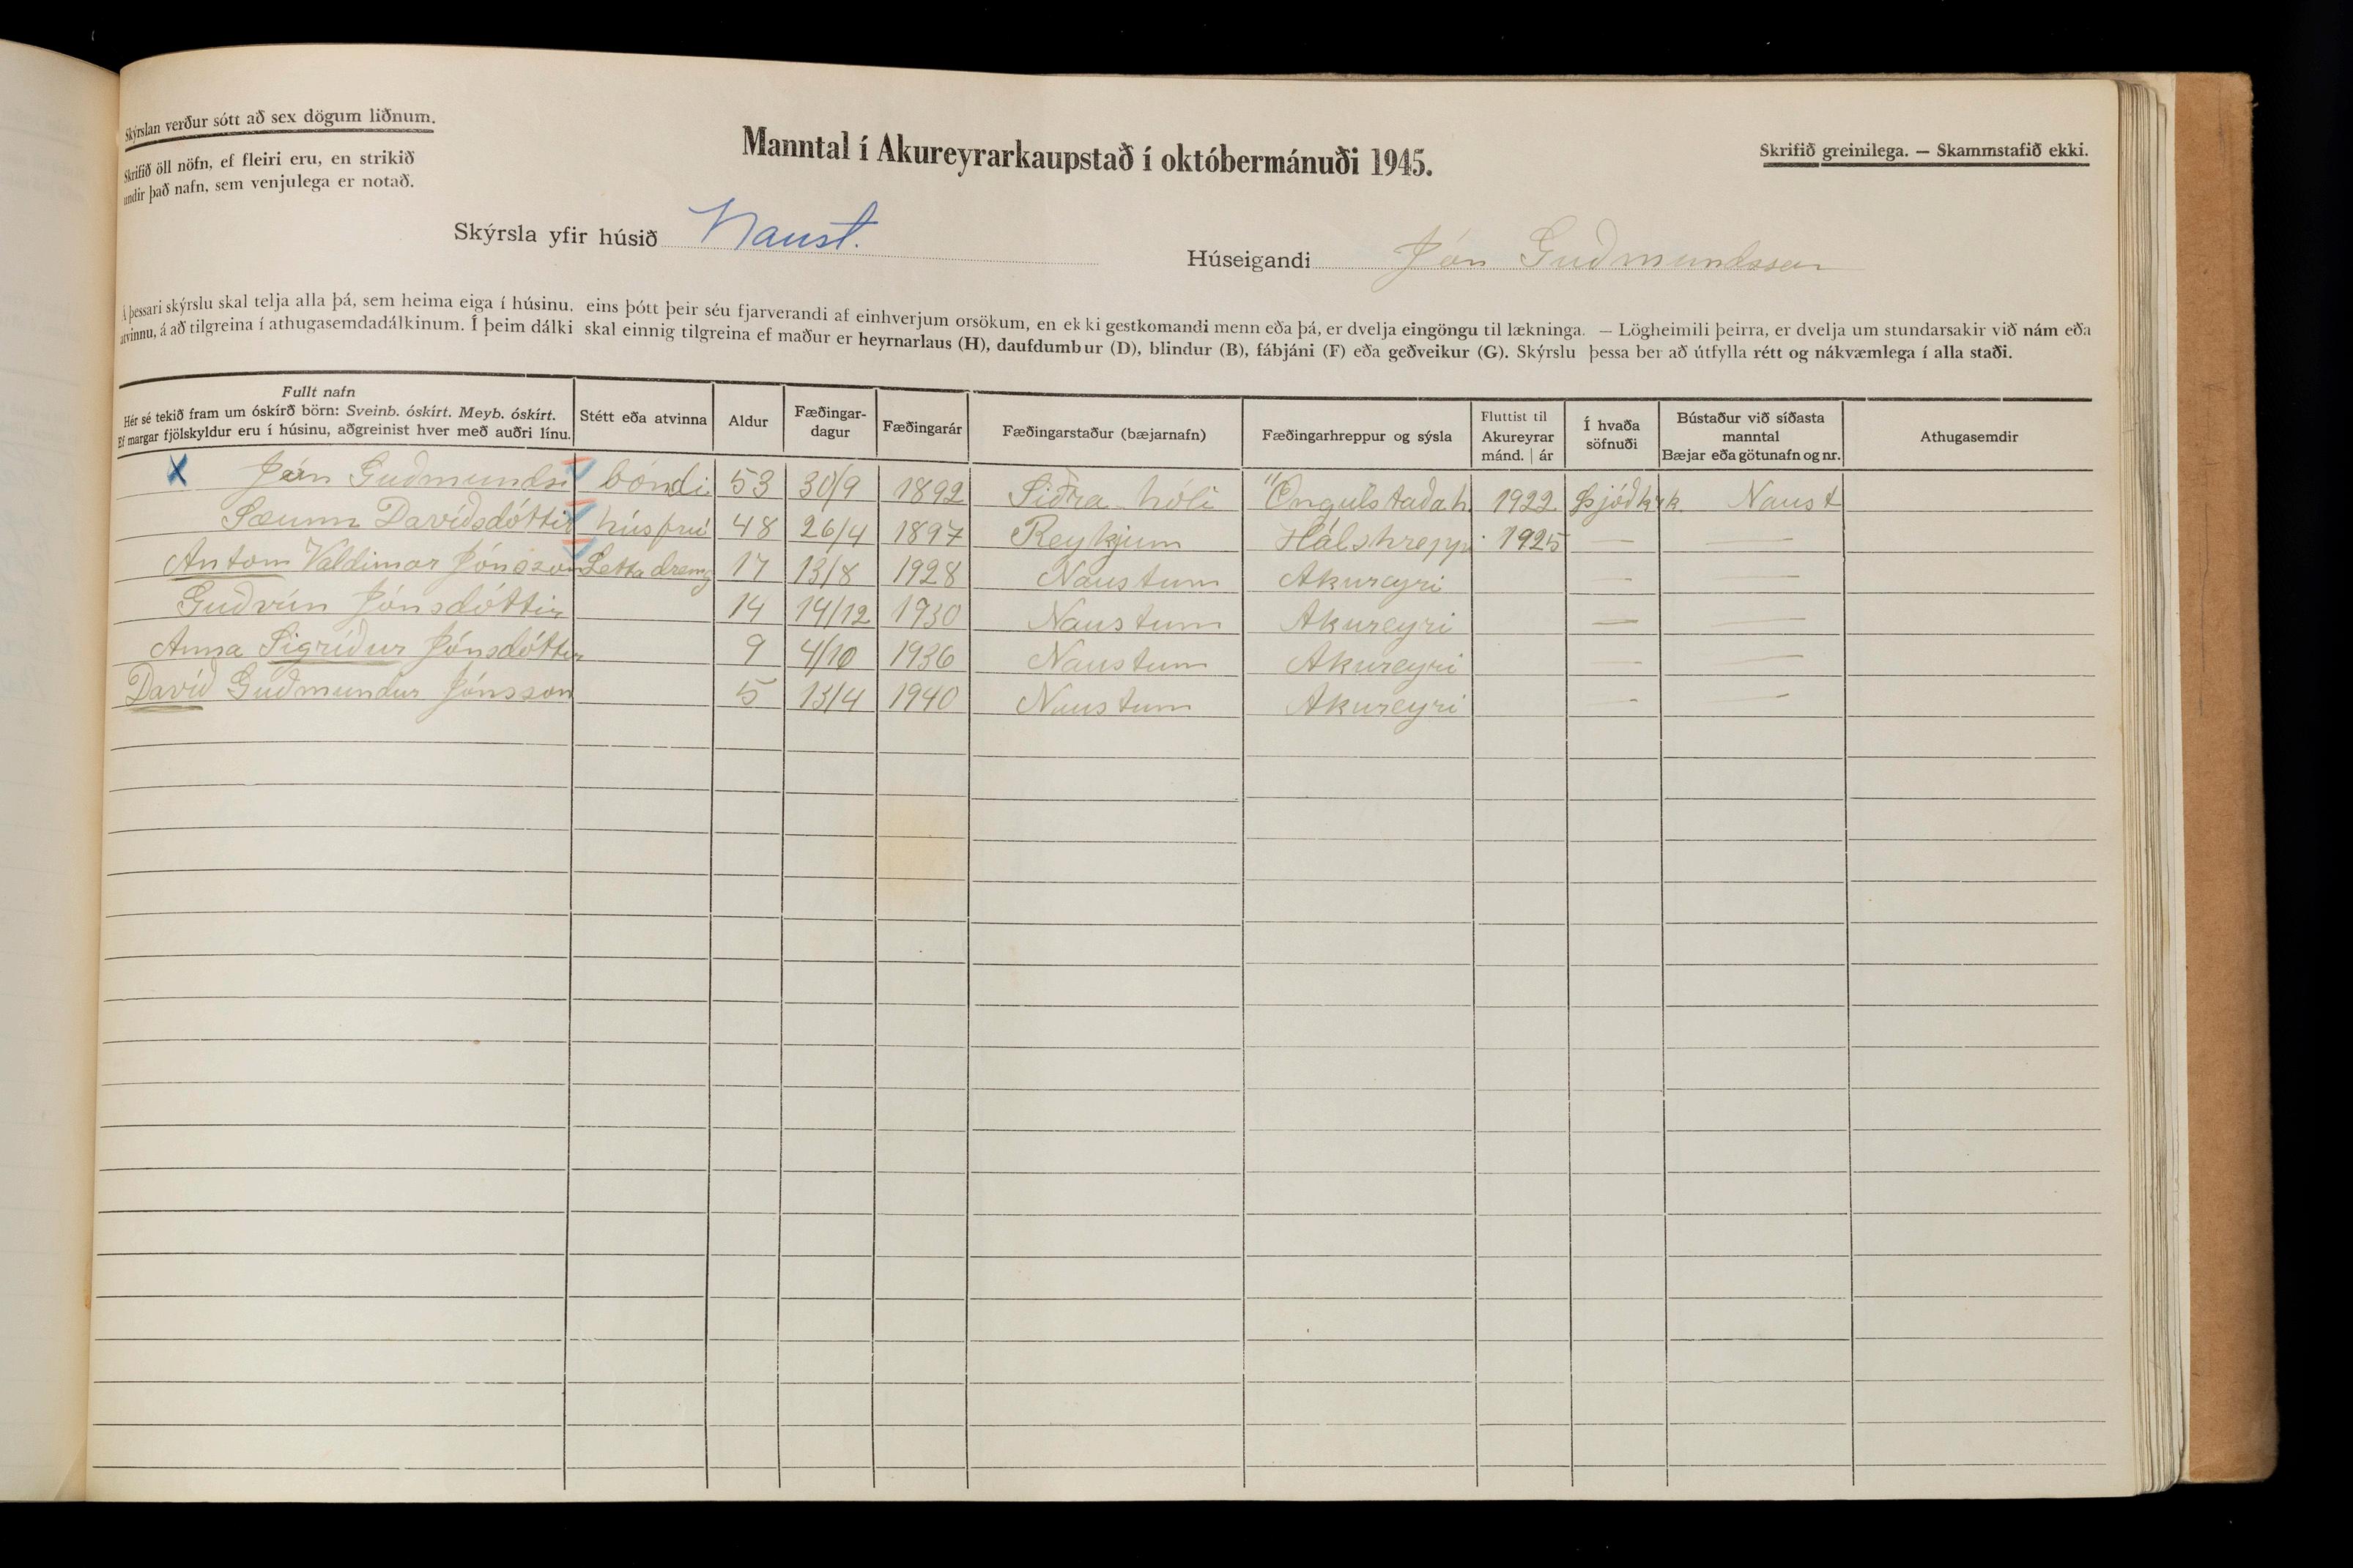 Skýrslan verður sótt að sex dögum liðnum.
Skrifið öll nöfn, ef fleiri eru, en strikið
undir það nafn, sem venjulega er notað.
Manntal í Akureyrarkaupstað í októbermánuði 1945.
Skrifið greinilega. — Skammstafið ekki.
Skýrsla yfir húsið Naust.
Húseigandi Jón Guðmundsson
Á þessari skýrslu skal telja alla þá, sem heima eiga í húsinu, eins þótt þeir séu fjarverandi af einhverjum orsökum, en ekki gestkomandi menn eða þá, er dvelja eingöngu til lækninga. — Lögheimili þeirra, er dvelja um stundarsakir við nám eða
atvinnu, á að tilgreina í athugasemdadálkinum. Í þeim dálki skal einnig tilgreina ef maður er heyrnarlaus (H), daufdumbur (D), blindur (B), fábjáni (F) eða geðveikur (G). Skýrslu þessa ber að útfylla rétt og nákvæmlega í alla staði.
Fullt nafn
Hér sé tekið fram um óskírð börn: Sveinb. óskírt. Meyb. óskírt.
Ef margar fjölskyldur eru í húsinu, aðgreinist hver með auðri línu.
Stétt eða atvinna
Aldur
Fæðingar-
dagur
Fæðingarár
Fæðingarstaður (bæjarnafn)
Fæðingarhreppur og sýsla
Fluttist til
Akureyrar
mánd. | ár
Í hvaða
söfnuði
Bústaður við síðasta
manntal
Bæjar eða götunafn og nr.
Athugasemdir
X Jón Guðmundss bóndi 53 30/9 1892 Siðra-hóli Öngulstaðah. 1922 Þjóðkirk Naust
Sæunn Davíðsdóttir húsfrú 48 26/4 1897 Reykjum Hálshreppi 1925 — —
Anton Valdimar Jónsson Lettadreng 17 13/8 1928 Naustum Akureyri — —
Guðrún Jónsdóttir 14 14/12 1930 Naustum Akureyri — —
Anna Sigríður Jónsdóttir 9 4/10 1936 Naustum Akureyri — —
Davíð Guðmundur Jónsson 5 13/4 1940 Naustum Akureyri — —